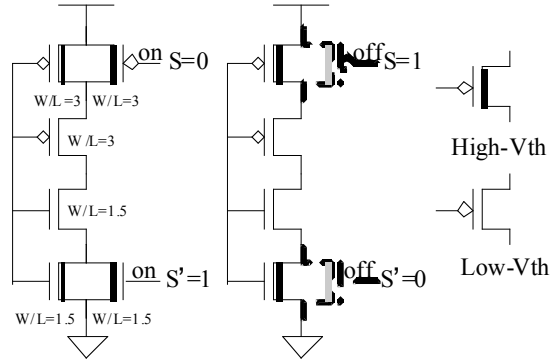 on S=0
off S=1
W/L=3 W/L=3
W/L=3
High-Vth
W/L=1.5
on S'=1
off S'=0
Low-Vth
W/L=1.5 W/L=1.5